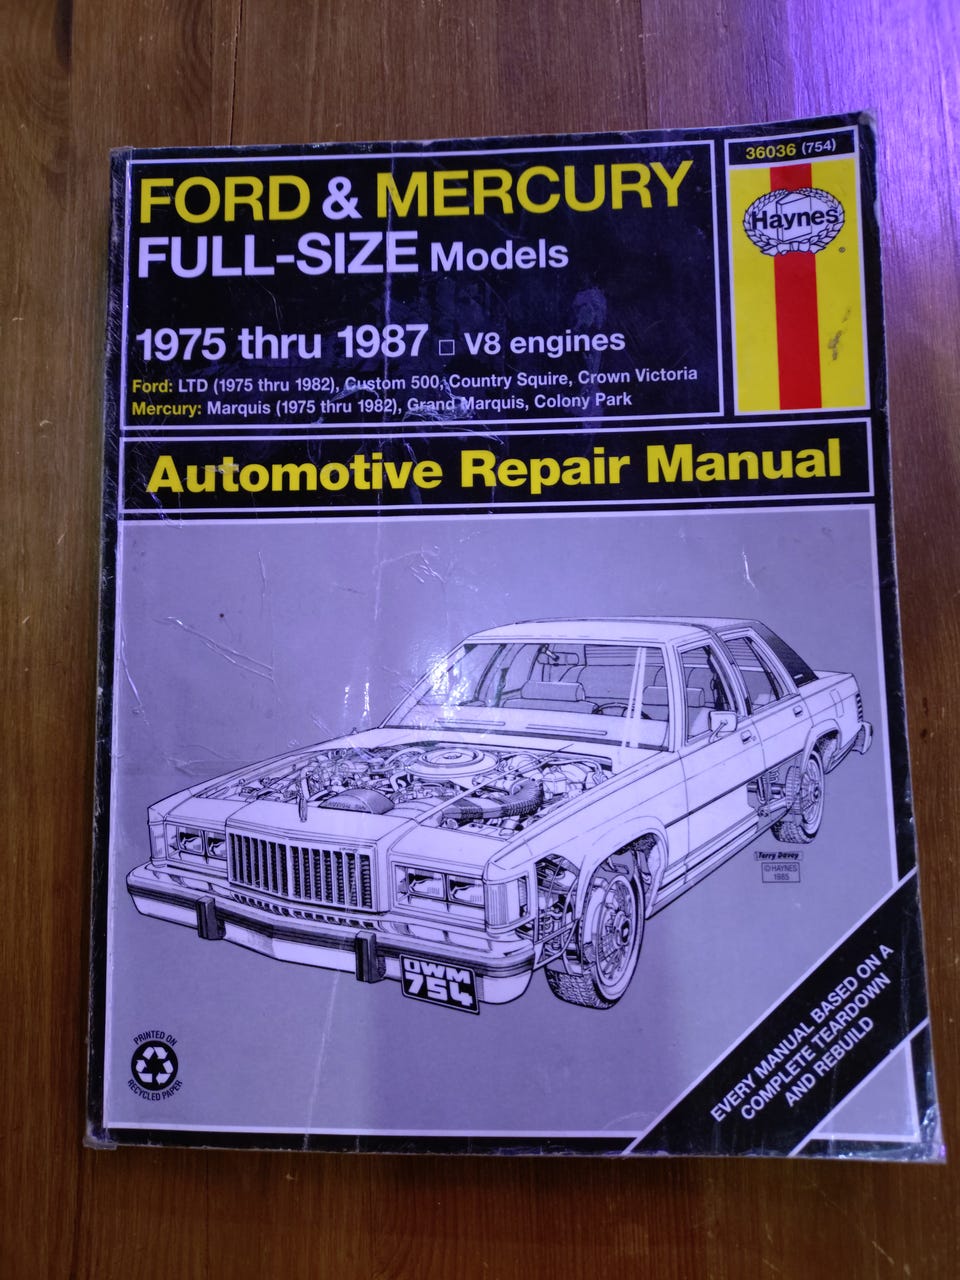 36036 (754)
Haynes
®
FORD & MERCURY
FULL-SIZE Models
1975 thru 1987 □ V8 engines
Ford: LTD (1975 thru 1982), Custom 500, Country Squire, Crown Victoria
Mercury: Marquis (1975 thru 1982), Grand Marquis, Colony Park
Automotive Repair Manual
Terry Davey
© HAYNES
1985
OWM
754
PRINTED ON
RECYCLED PAPER
EVERY MANUAL BASED ON A
COMPLETE TEARDOWN
AND REBUILD